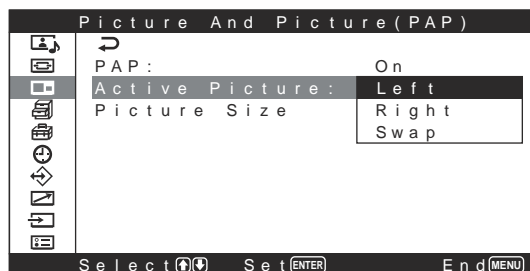 Picture And Picture(PAP)
PAP: On
Active Picture: Left
Picture Size Right
Swap
Select Set ENTER End MENU